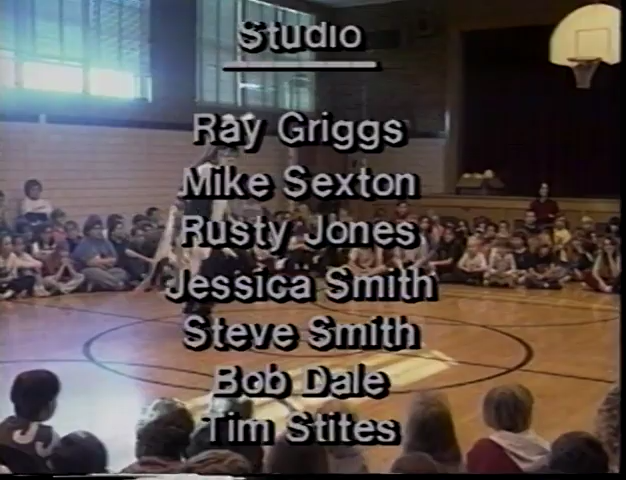 Studio
Ray Griggs
Mike Sexton
Rusty Jones
Jessica Smith
Steve Smith
Bob Dale
Tim Stites